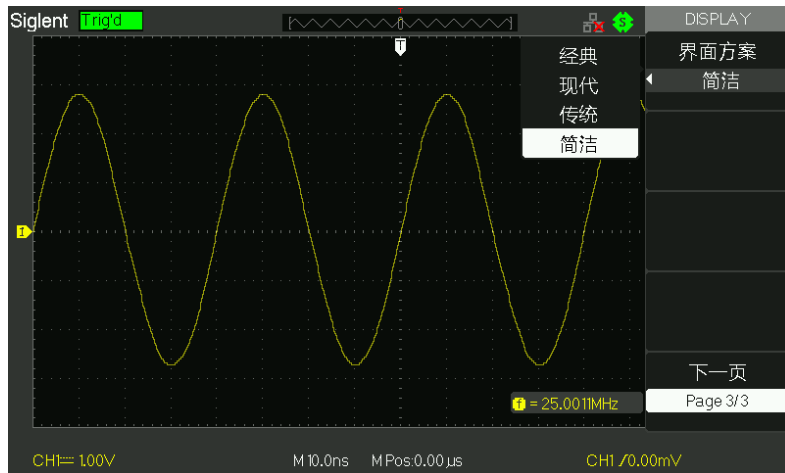 Siglent Trig'd
T
T
S
DISPLAY
界面方案
简洁
经典
现代
传统
简洁
1
f = 25.0011MHz
下一页
Page 3/3
CH1 1.00V
M 10.0ns
M Pos:0.00µs
CH1 0.00mV